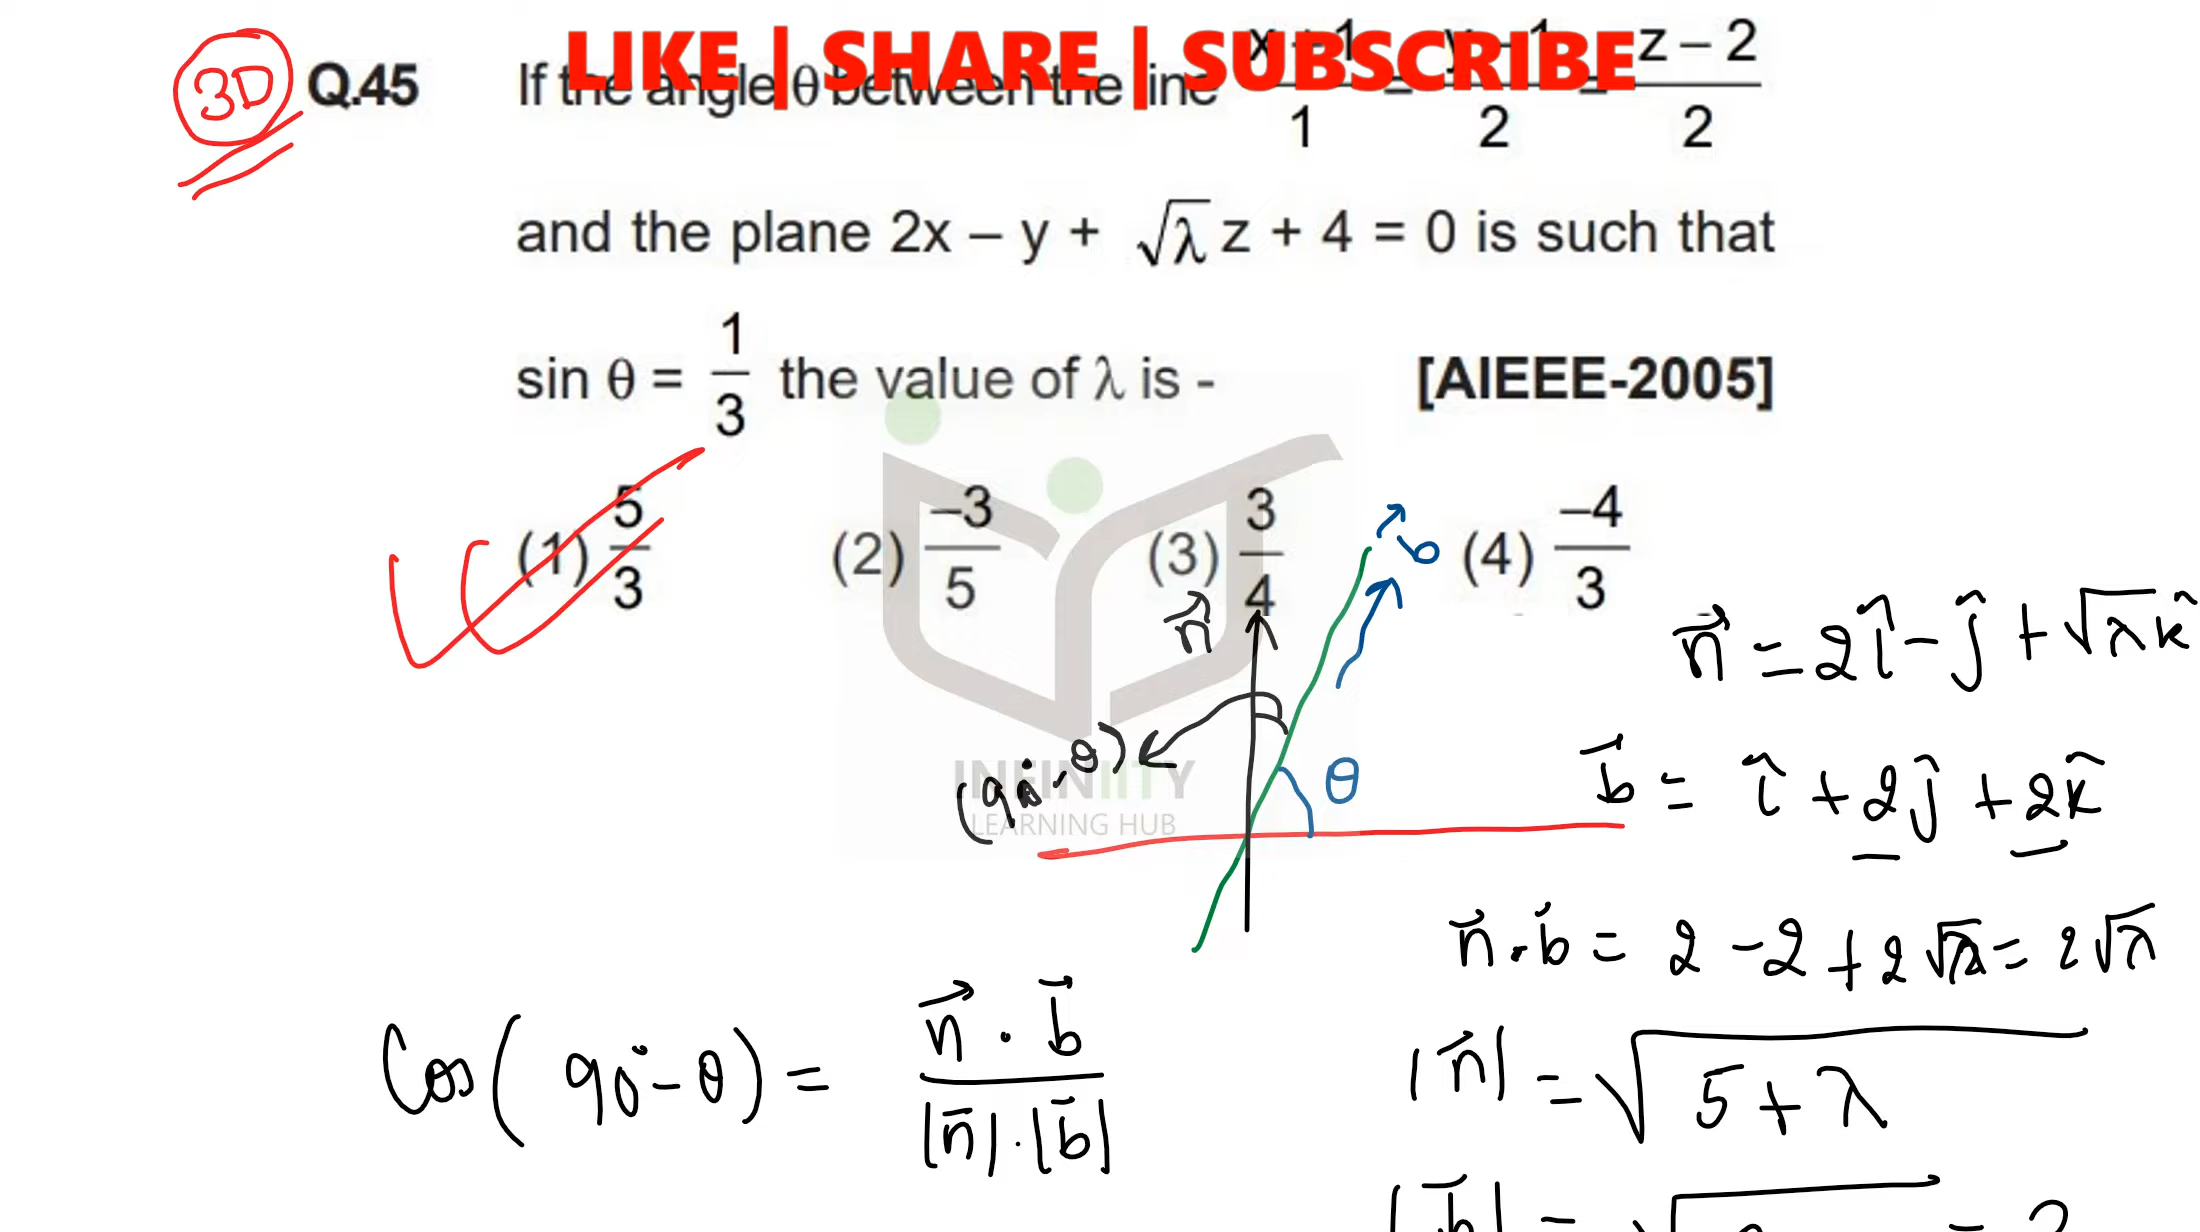 LIKE | SHARE | SUBSCRIBE
3D Q.45 If the angle θ between the line x + 1/1 = y – 1/2 = z – 2/2
and the plane 2x – y + √λ z + 4 = 0 is such that
sin θ = 1/3 the value of λ is - [AIEEE-2005]
(1) 5/3 (2) –3/5 (3) 3/4 (4) –4/3
n⃗ b⃗
n⃗ = 2î – ĵ + √λ k̂
(90° - θ) θ
INFINIITY
LEARNING HUB
b⃗ = î + 2ĵ + 2k̂
n⃗ . b⃗ = 2 – 2 + 2√λ = 2√λ
Cos(90° – θ) = n⃗ . b⃗ / |n⃗| . |b⃗|
|n⃗| = √5 + λ
|b⃗| =